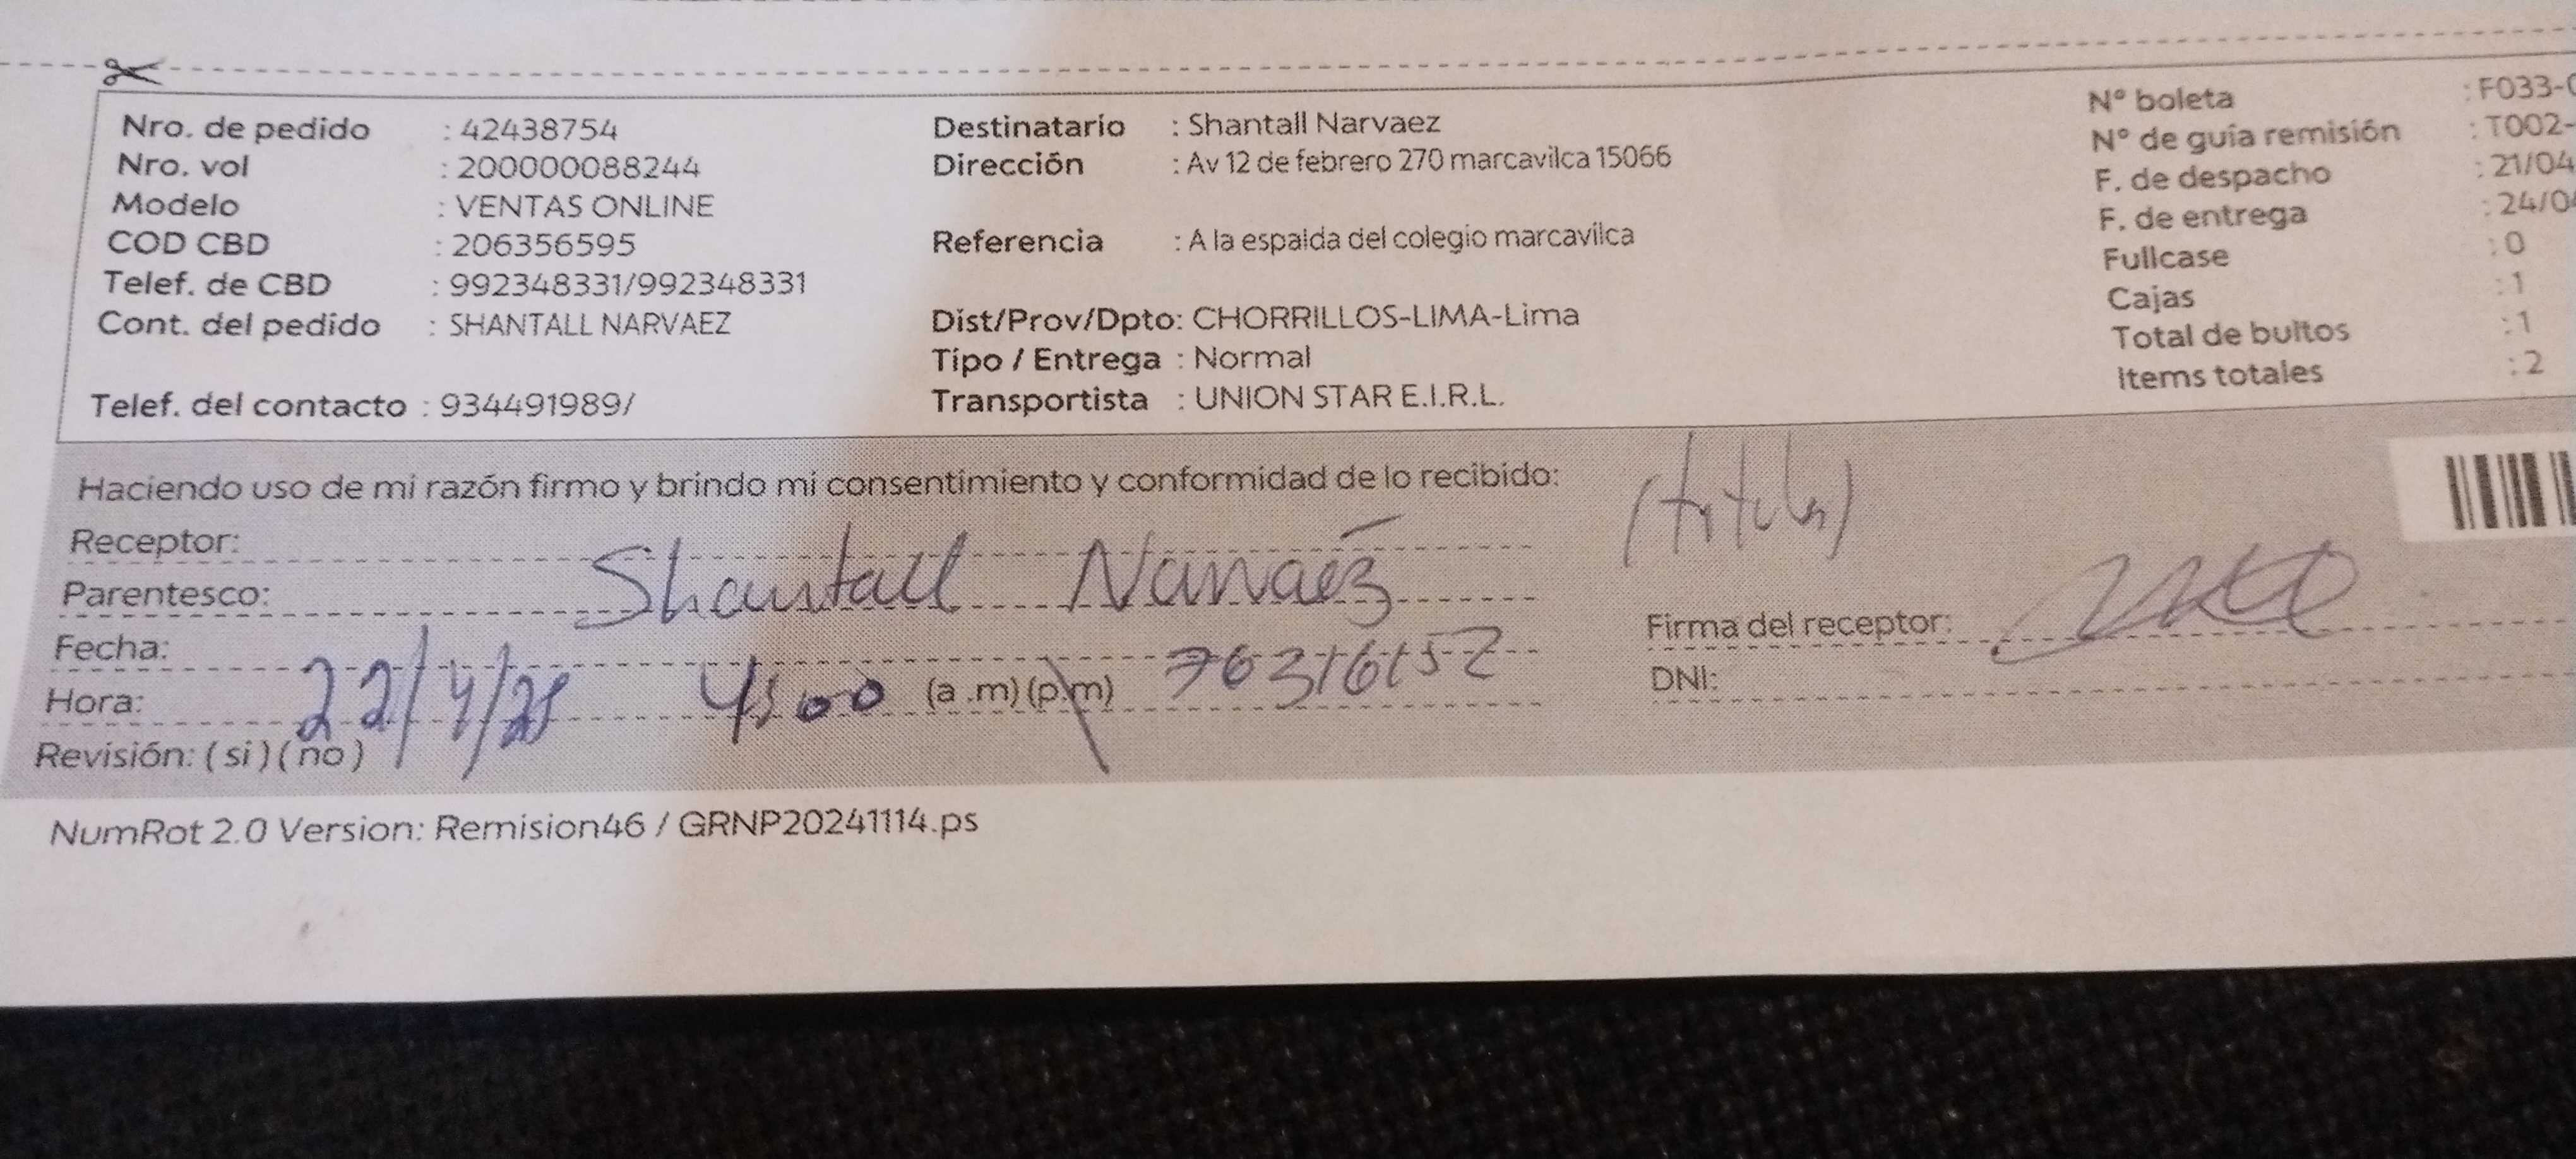 Nro. de pedido : 42438754
Nro. vol : 200000088244
Modelo : VENTAS ONLINE
COD CBD : 206356595
Telef. de CBD : 992348331/992348331
Cont. del pedido : SHANTALL NARVAEZ
Telef. del contacto : 934491989/
Destinatario : Shantall Narvaez
Dirección : Av 12 de febrero 270 marcavilca 15066
Referencia : A la espalda del colegio marcavilca
Dist/Prov/Dpto: CHORRILLOS-LIMA-Lima
Tipo / Entrega : Normal
Transportista : UNION STAR E.I.R.L.
N° boleta : F033-
N° de guía remisión : T002-
F. de despacho : 21/04
F. de entrega : 24/0
Fullcase : 0
Cajas : 1
Total de bultos : 1
Items totales : 2
Haciendo uso de mi razón firmo y brindo mi consentimiento y conformidad de lo recibido:
(titular)
Receptor:
Shantall Narvaéz
Parentesco:
Fecha:
22/4/25
Hora: (a .m) (p.m) 76316152
Revisión: ( si ) ( no )
Firma del receptor:
DNI:
NumRot 2.0 Version: Remision46 / GRNP20241114.ps